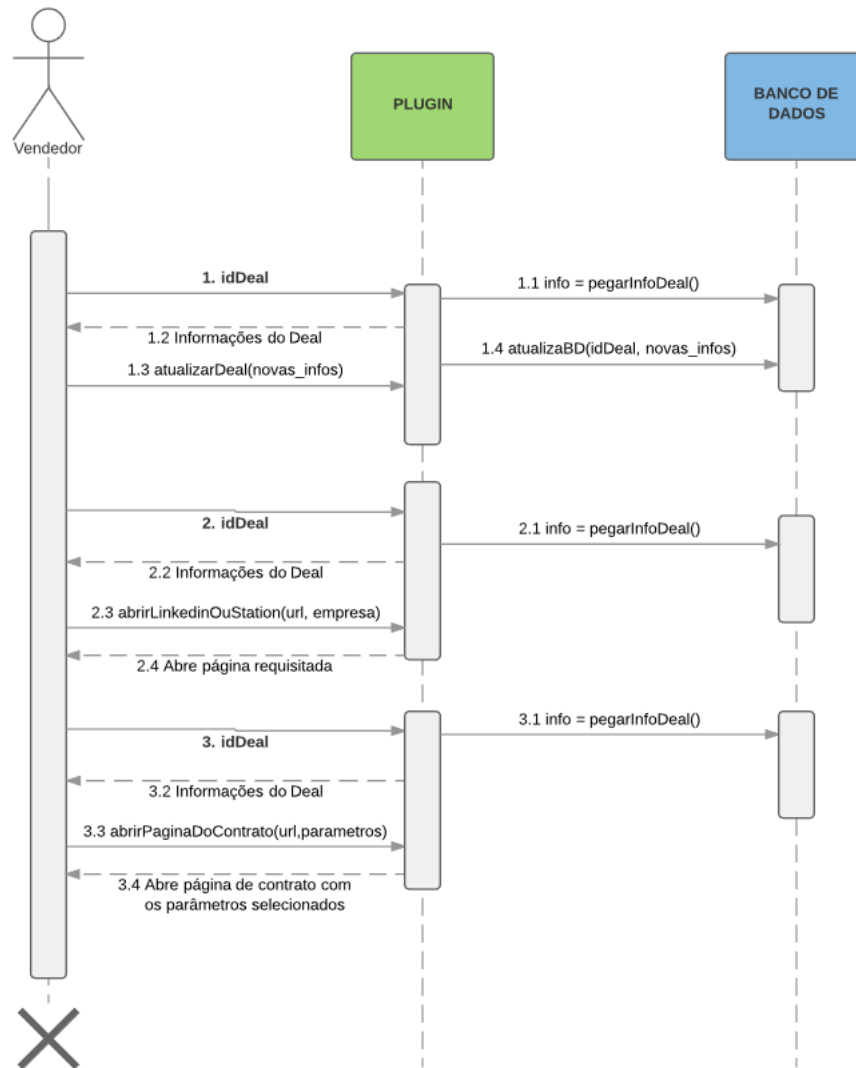 PLUGIN
BANCO DE
DADOS
Vendedor
1. idDeal
1.1 info = pegarInfoDeal()
1.2 Informações do Deal
1.4 atualizaBD(idDeal, novas_infos)
1.3 atualizarDeal(novas_infos)
2. idDeal
2.1 info = pegarInfoDeal()
2.2 Informações do Deal
2.3 abrirLinkedinOuStation(url, empresa)
2.4 Abre página requisitada
3. idDeal
3.1 info = pegarInfoDeal()
3.2 Informações do Deal
3.3 abrirPaginaDoContrato(url,parametros)
3.4 Abre página de contrato com
os parâmetros selecionados